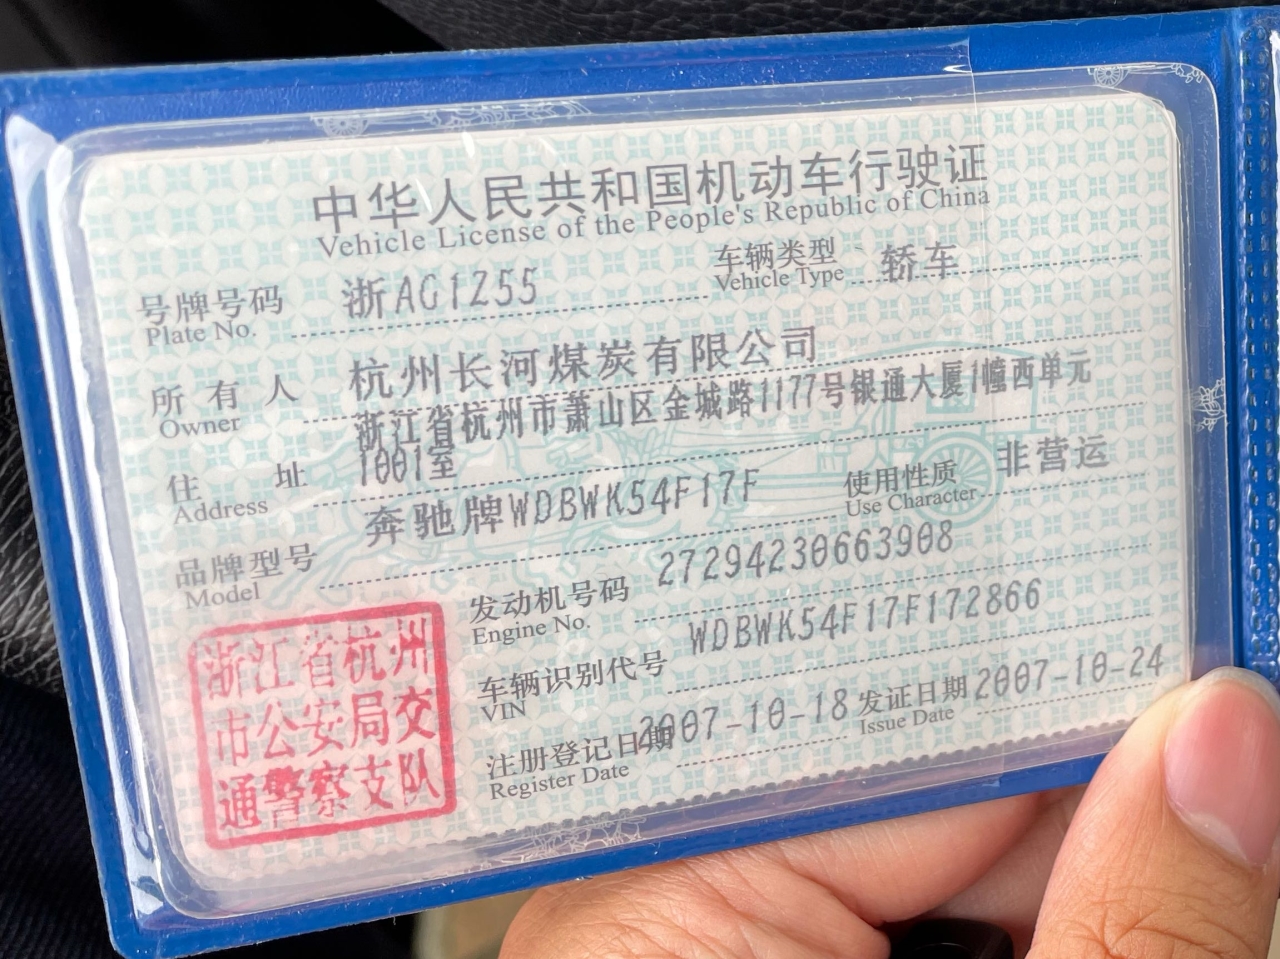 中华人民共和国机动车行驶证
Vehicle License of the People's Republic of China
号牌号码 浙AG1Z55 车辆类型 轿车
Plate No. Vehicle Type
所有人 杭州长河煤炭有限公司
Owner
浙江省杭州市萧山区金城路1177号银通大厦1幢西单元
住址 1001室
Address
品牌型号 奔驰牌WDBWK54F17F 使用性质 非营运
Model Use Character
发动机号码 27294230663908
Engine No.
车辆识别代号 WDBWK54F17F172866
VIN
注册登记日期 2007-10-18 发证日期 2007-10-24
Register Date Issue Date
浙江省杭州
市公安局交
通警察支队